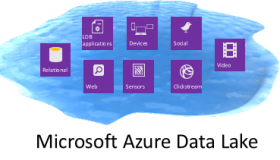 LOB
applications
Devices
Social
Relational
Video
Web
Sensors
Clickstream
Microsoft Azure Data Lake